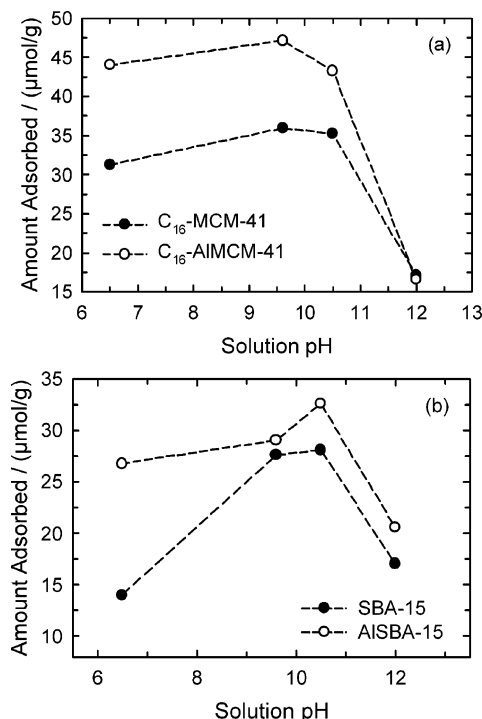 50
(a)
45
40
35
30
25
20
15
Amount Adsorbed / (μmol/g)
C₁₆-MCM-41
C₁₆-AlMCM-41
6 7 8 9 10 11 12 13
Solution pH
35
(b)
30
25
20
15
10
Amount Adsorbed / (μmol/g)
SBA-15
AlSBA-15
6 8 10 12
Solution pH